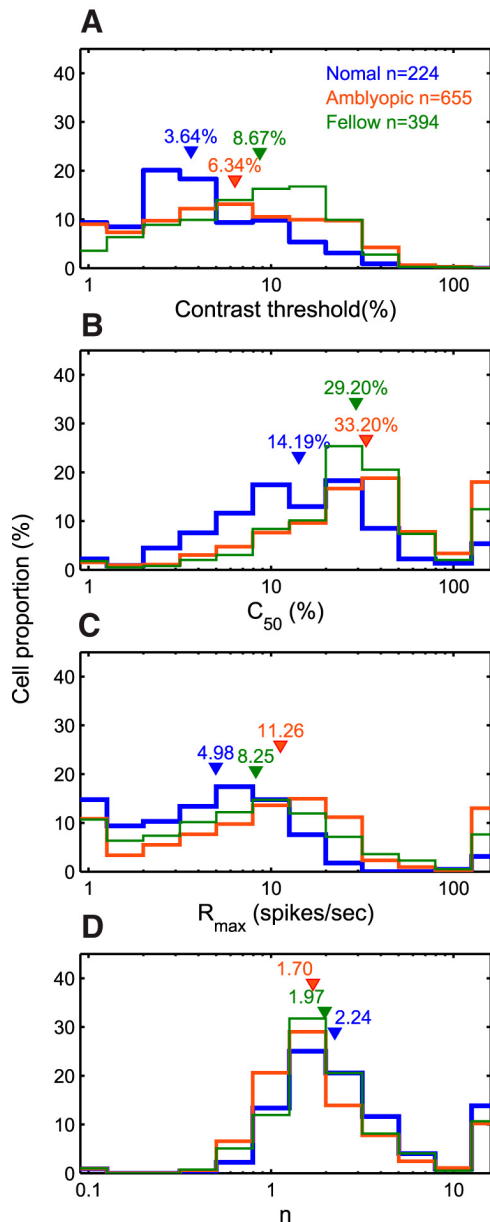 A
40
30
20
10
0
Nomal n=224
Amblyopic n=655
Fellow n=394
3.64% 8.67%
6.34%
1 10 100
Contrast threshold(%)
B
40
30
20
10
0
29.20%
33.20%
14.19%
1 10 100
C50 (%)
Cell proportion (%)
C
40
30
20
10
0
11.26
4.98 8.25
1 10 100
Rmax (spikes/sec)
D
40
30
20
10
0
1.70
1.97
2.24
0.1 1 10
n